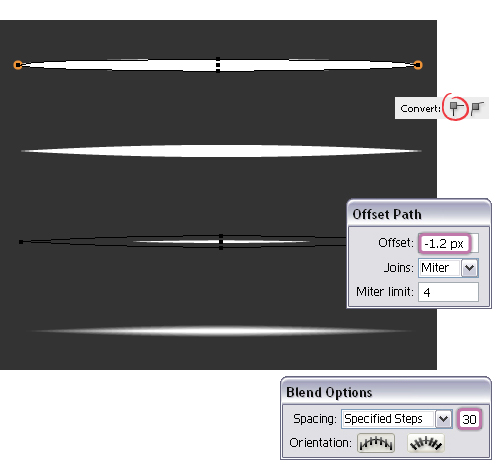 Convert:
Offset Path
Offset: -1.2 px
Joins: Miter
Miter limit: 4
Blend Options
Spacing: Specified Steps 30
Orientation: